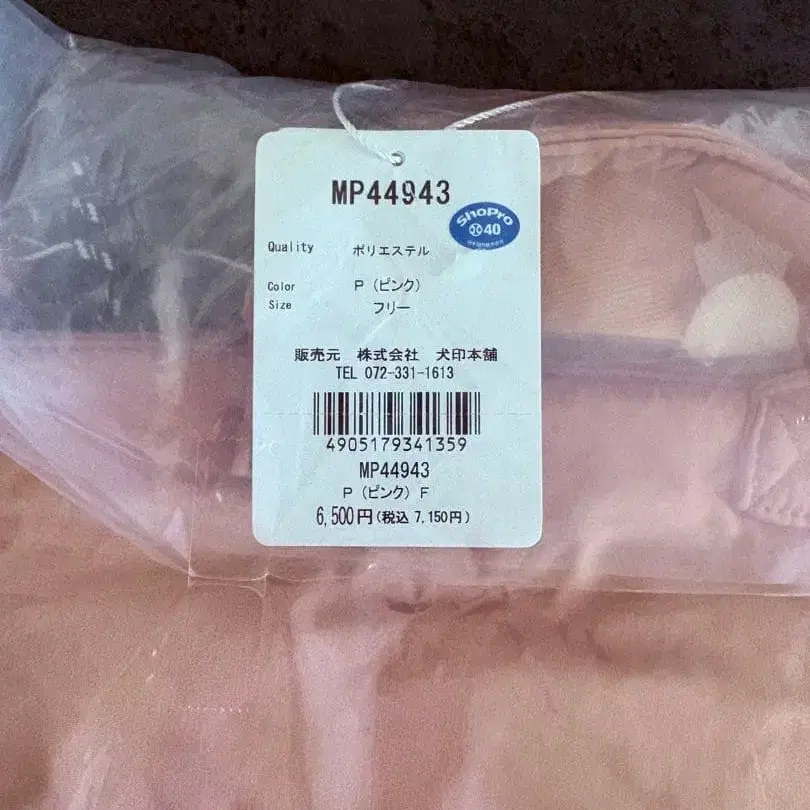 MP44943
ShoPro
40
Quality ポリエステル
Color P (ピンク)
Size フリー
販売元 株式会社 犬印本舗
TEL 072-331-1613
4905179341359
MP44943
P (ピンク) F
6,500円(税込 7,150円)